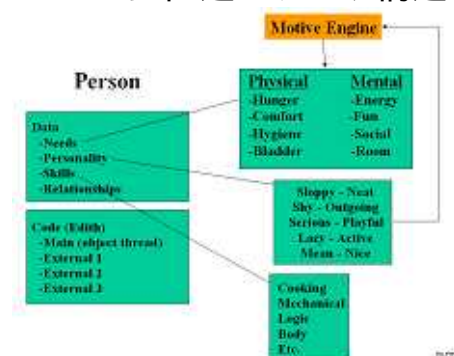 Motive Engine
Person
Physical Mental
-Hunger -Energy
-Comfort -Fun
-Hygiene -Social
-Bladder -Room
Data
-Needs
-Personality
-Skills
-Relationships
Sloppy - Neat
Shy - Outgoing
Serious - Playful
Lazy - Active
Mean - Nice
Code (Edith)
-Main (object thread)
-External 1
-External 2
-External 3
Cooking
Mechanical
Logic
Body
Etc.